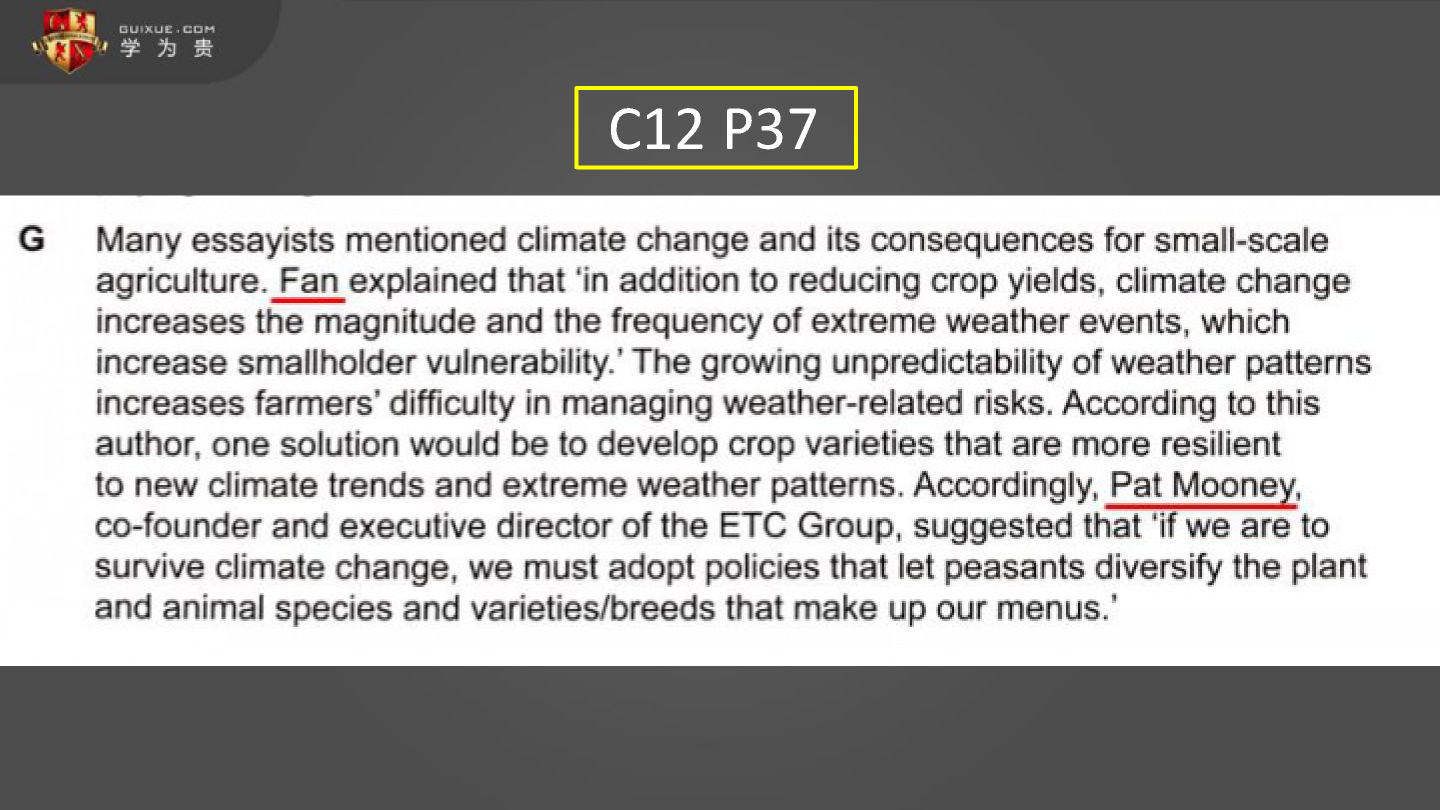 GUIXUE.COM
学为贵
C12 P37
G Many essayists mentioned climate change and its consequences for small-scale
agriculture. Fan explained that ‘in addition to reducing crop yields, climate change
increases the magnitude and the frequency of extreme weather events, which
increase smallholder vulnerability.’ The growing unpredictability of weather patterns
increases farmers’ difficulty in managing weather-related risks. According to this
author, one solution would be to develop crop varieties that are more resilient
to new climate trends and extreme weather patterns. Accordingly, Pat Mooney,
co-founder and executive director of the ETC Group, suggested that ‘if we are to
survive climate change, we must adopt policies that let peasants diversify the plant
and animal species and varieties/breeds that make up our menus.’